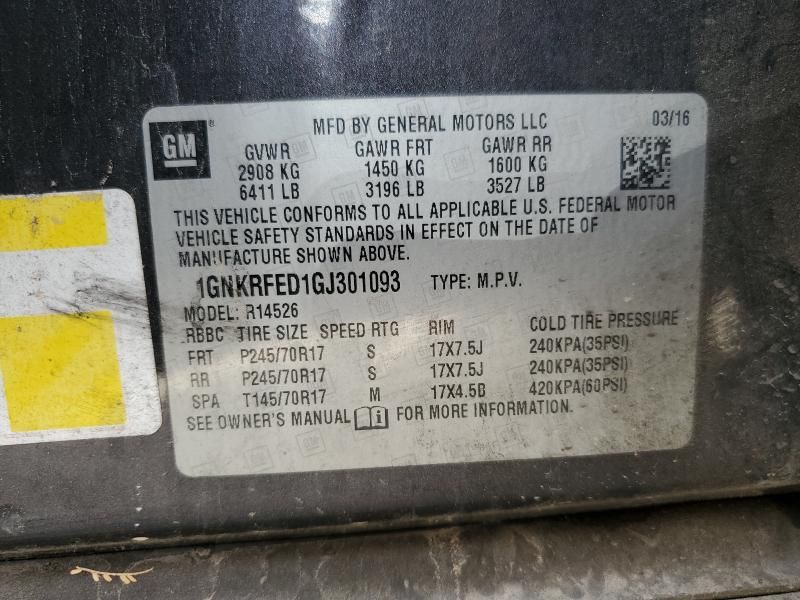 GM ® MFD BY GENERAL MOTORS LLC 03/16
GVWR GAWR FRT GAWR RR
2908 KG 1450 KG 1600 KG
6411 LB 3196 LB 3527 LB
THIS VEHICLE CONFORMS TO ALL APPLICABLE U.S. FEDERAL MOTOR
VEHICLE SAFETY STANDARDS IN EFFECT ON THE DATE OF
MANUFACTURE SHOWN ABOVE.
1GNKRFED1GJ301093 TYPE: M.P.V.
MODEL: R14526
RBBC TIRE SIZE SPEED RTG RIM COLD TIRE PRESSURE
FRT P245/70R17 S 17X7.5J 240KPA(35PSI)
RR P245/70R17 S 17X7.5J 240KPA(35PSI)
SPA T145/70R17 M 17X4.5B 420KPA(60PSI)
SEE OWNER'S MANUAL FOR MORE INFORMATION.